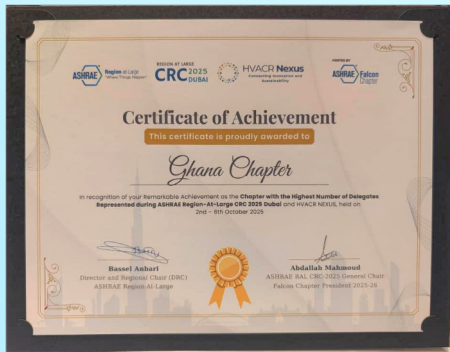 ASHRAE Region at Large
"Where Things Happen"
REGION AT LARGE
CRC 2025
DUBAI
HVACR Nexus
Connecting Innovation and
Sustainability
HOSTED BY
ASHRAE Falcon
Chapter
Certificate of Achievement
This certificate is proudly awarded to
Ghana Chapter
In recognition of your Remarkable Achievement as the Chapter with the Highest Number of Delegates
Represented during ASHRAE Region-At-Large CRC 2025 Dubai and HVACR NEXUS, held on
2nd – 6th October 2025
Bassel Anbari
Director and Regional Chair (DRC)
ASHRAE Region-At-Large
Abdallah Mahmoud
ASHRAE RAL CRC-2025 General Chair
Falcon Chapter President 2025-26